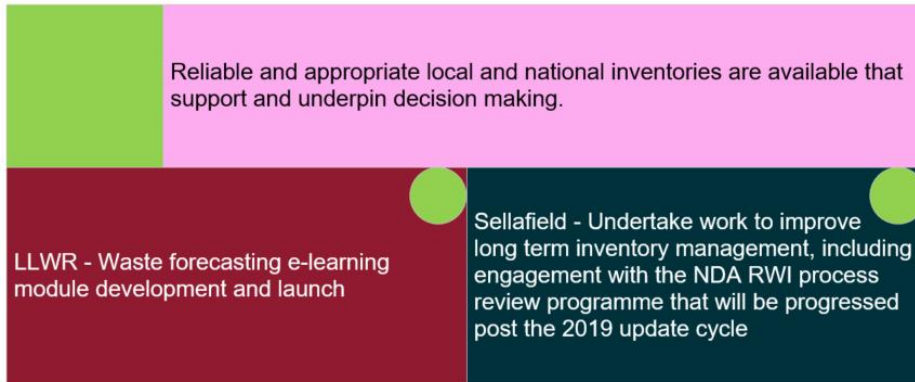 Reliable and appropriate local and national inventories are available that
support and underpin decision making.
LLWR - Waste forecasting e-learning
module development and launch
Sellafield - Undertake work to improve
long term inventory management, including
engagement with the NDA RWI process
review programme that will be progressed
post the 2019 update cycle